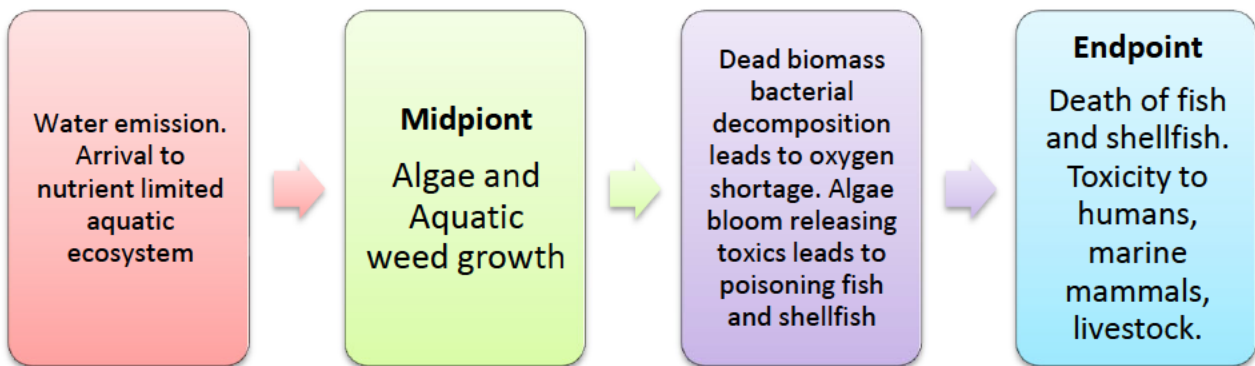 Water emission.
Arrival to
nutrient limited
aquatic
ecosystem
Midpiont
Algae and
Aquatic
weed growth
Dead biomass
bacterial
decomposition
leads to oxygen
shortage. Algae
bloom releasing
toxics leads to
poisoning fish
and shellfish
Endpoint
Death of fish
and shellfish.
Toxicity to
humans,
marine
mammals,
livestock.